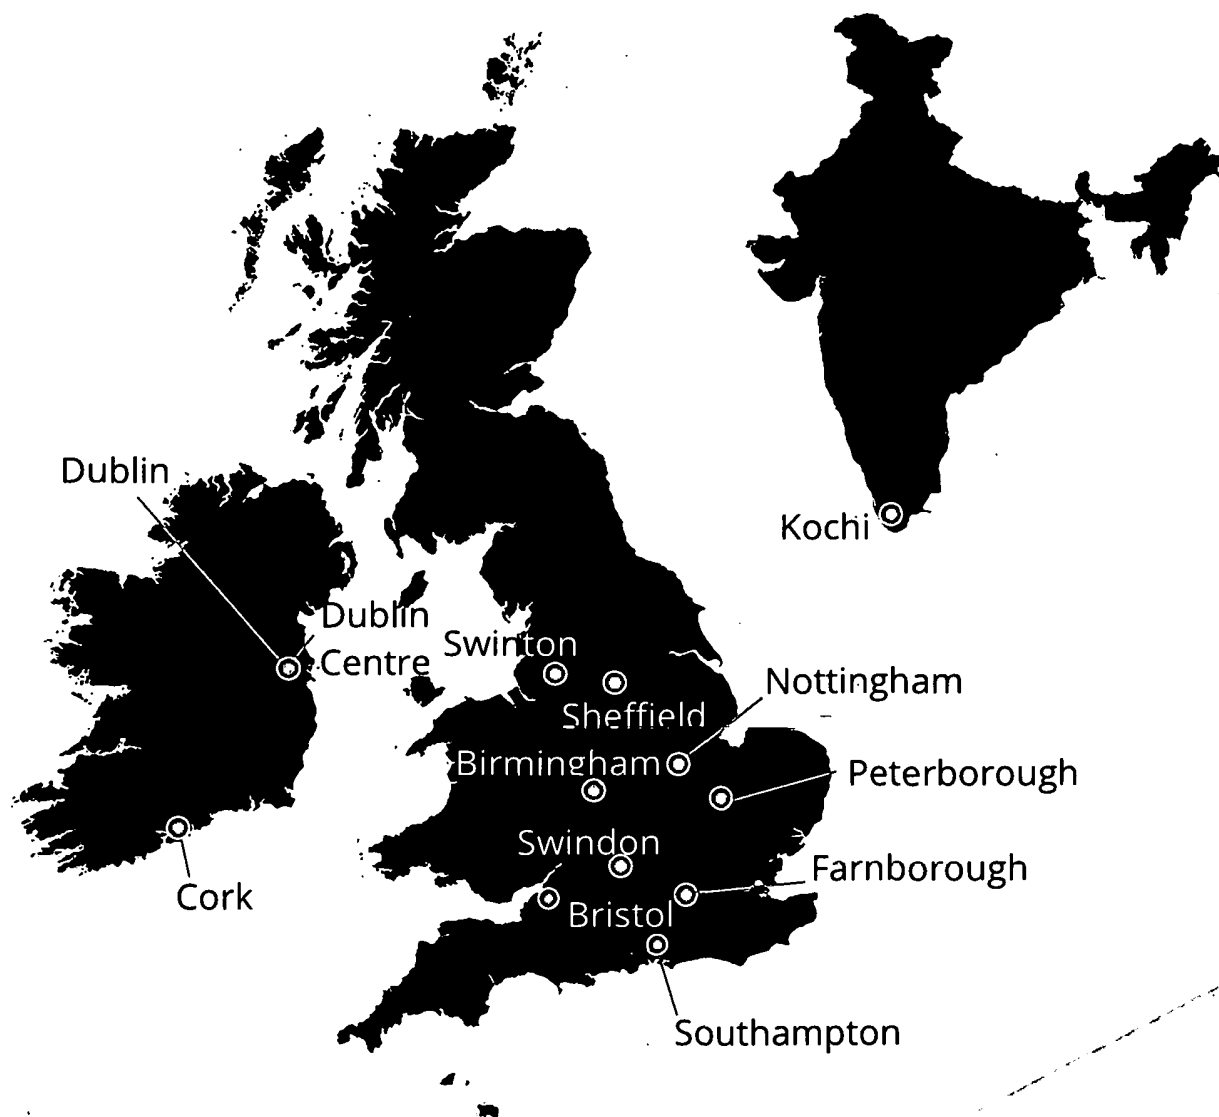 Dublin
Kochi
Dublin
Centre
Swinton
Nottingham
Sheffield
Birmingham
Peterborough
Swindon
Farnborough
Cork
Bristol
Southampton